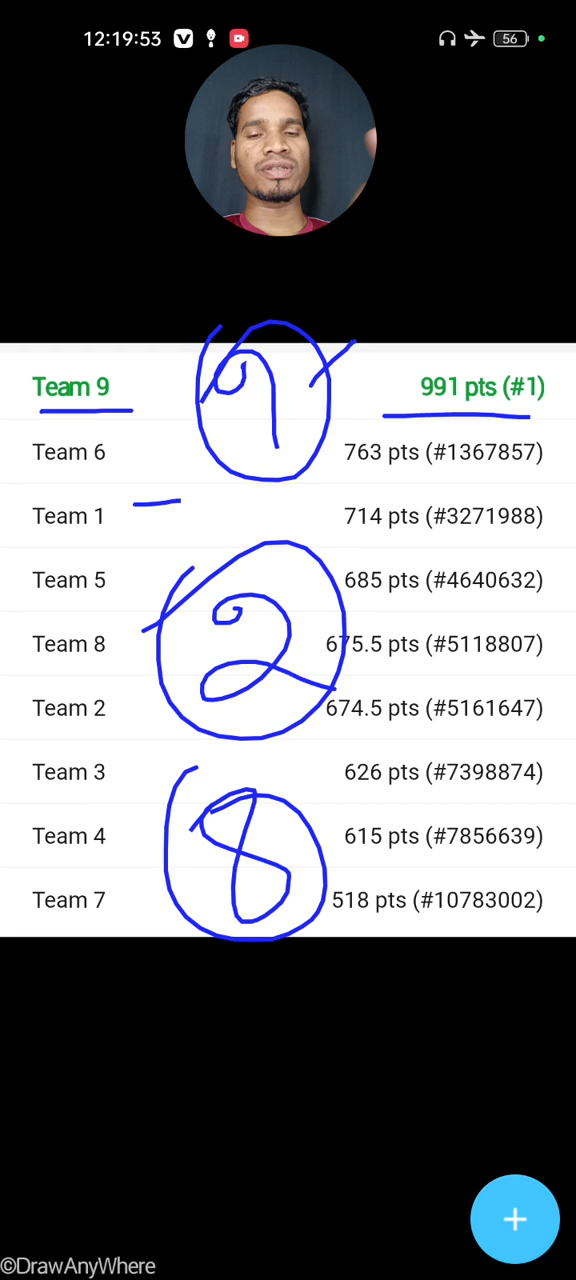 12:19:53 V 56
Team 9 9 991 pts (#1)
Team 6 763 pts (#1367857)
Team 1 714 pts (#3271988)
Team 5 685 pts (#4640632)
Team 8 2 675.5 pts (#5118807)
Team 2 674.5 pts (#5161647)
Team 3 626 pts (#7398874)
Team 4 8 615 pts (#7856639)
Team 7 518 pts (#10783002)
+
©DrawAnyWhere